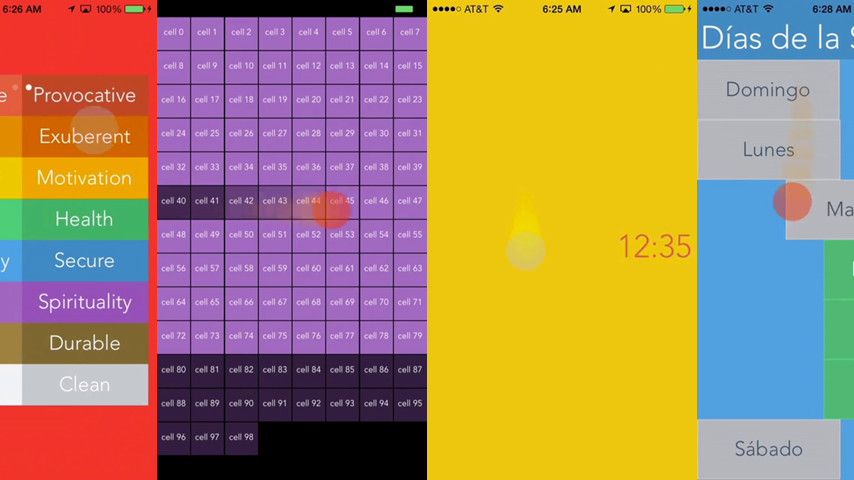 6:26 AM 100%
e Provocative
Exuberent
Motivation
Health
y Secure
Spirituality
Durable
Clean
cell 0 cell 1 cell 2 cell 3 cell 4 cell 5 cell 6 cell 7
cell 8 cell 9 cell 10 cell 11 cell 12 cell 13 cell 14 cell 15
cell 16 cell 17 cell 18 cell 19 cell 20 cell 21 cell 22 cell 23
cell 24 cell 25 cell 26 cell 27 cell 28 cell 29 cell 30 cell 31
cell 32 cell 33 cell 34 cell 35 cell 36 cell 37 cell 38 cell 39
cell 40 cell 41 cell 42 cell 43 cell 44 cell 45 cell 46 cell 47
cell 48 cell 49 cell 50 cell 51 cell 52 cell 53 cell 54 cell 55
cell 56 cell 57 cell 58 cell 59 cell 60 cell 61 cell 62 cell 63
cell 64 cell 65 cell 66 cell 67 cell 68 cell 69 cell 70 cell 71
cell 72 cell 73 cell 74 cell 75 cell 76 cell 77 cell 78 cell 79
cell 80 cell 81 cell 82 cell 83 cell 84 cell 85 cell 86 cell 87
cell 88 cell 89 cell 90 cell 91 cell 92 cell 93 cell 94 cell 95
cell 96 cell 97 cell 98
AT&T 6:25 AM 100%
12:35
AT&T 6:28 AM
Días de la S
Domingo
Lunes
Ma
Sábado